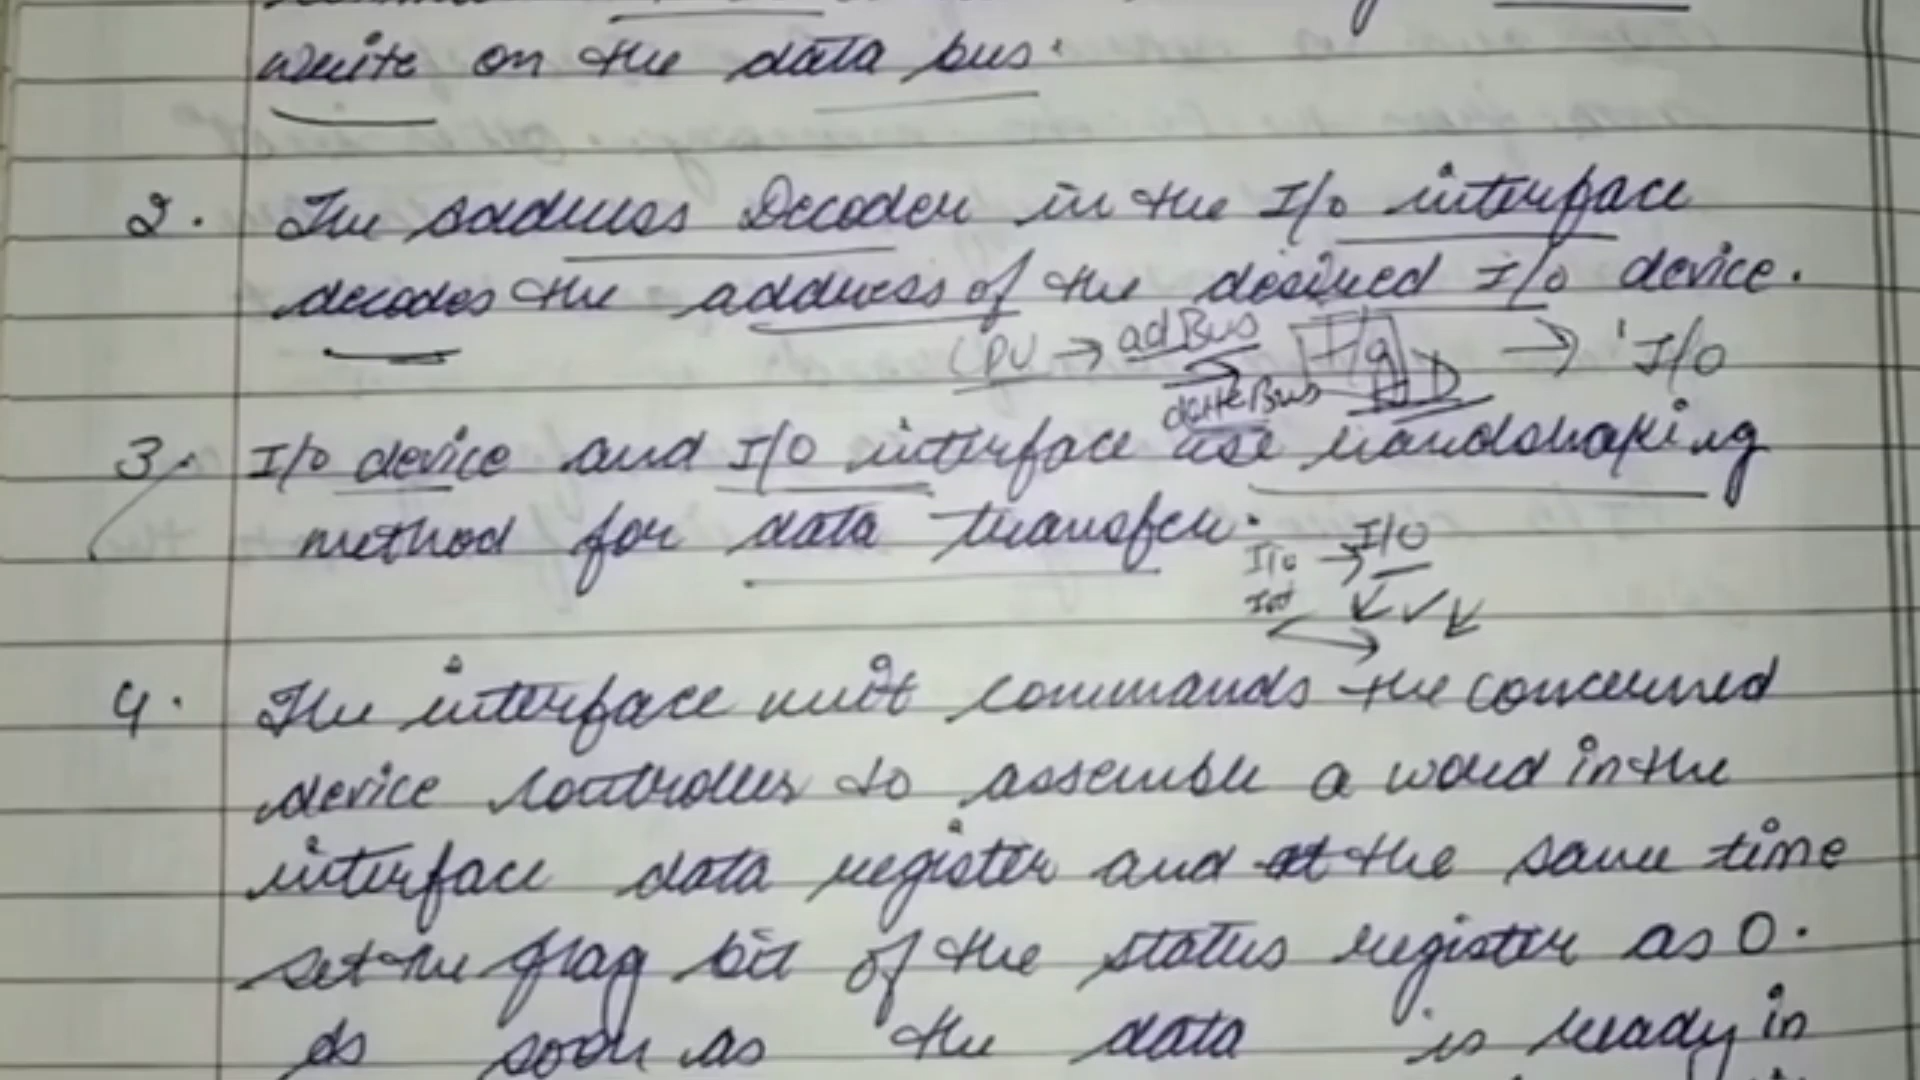 write on the data bus.
2. The address Decoder in the I/o interface
decodes the address of the desired I/o device.
CPU → ad Bus → I/O
data Bus
3. I/o device and I/O interface use handshaking
method for data transfer.
I/o → I/O
Int
4. The interface unit commands the concerned
device controller to assemble a word in the
interface data register and at the same time
set the flag bit of the status register as 0.
As soon as the data is ready in